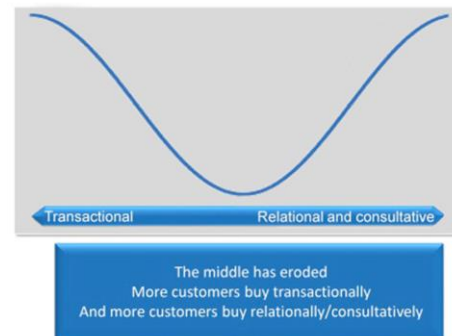 Transactional Relational and consultative
The middle has eroded
More customers buy transactionally
And more customers buy relationally/consultatively